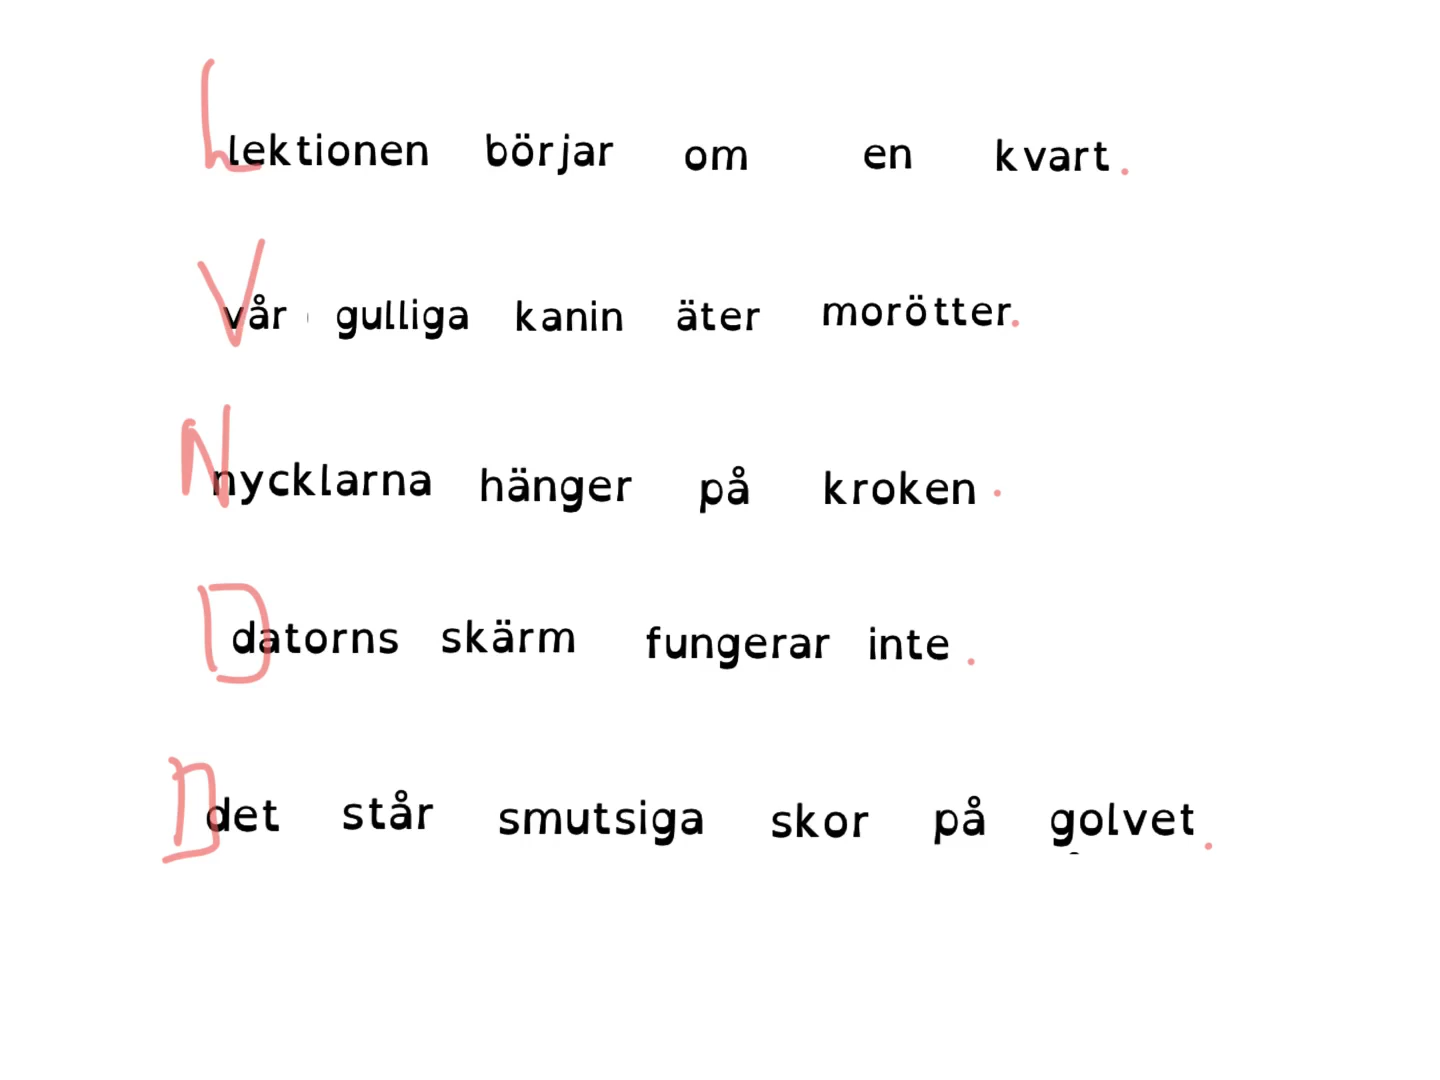 Lektionen börjar om en kvart.
Vår gulliga kanin äter morötter.
Nycklarna hänger på kroken.
Datorns skärm fungerar inte.
Det står smutsiga skor på golvet.